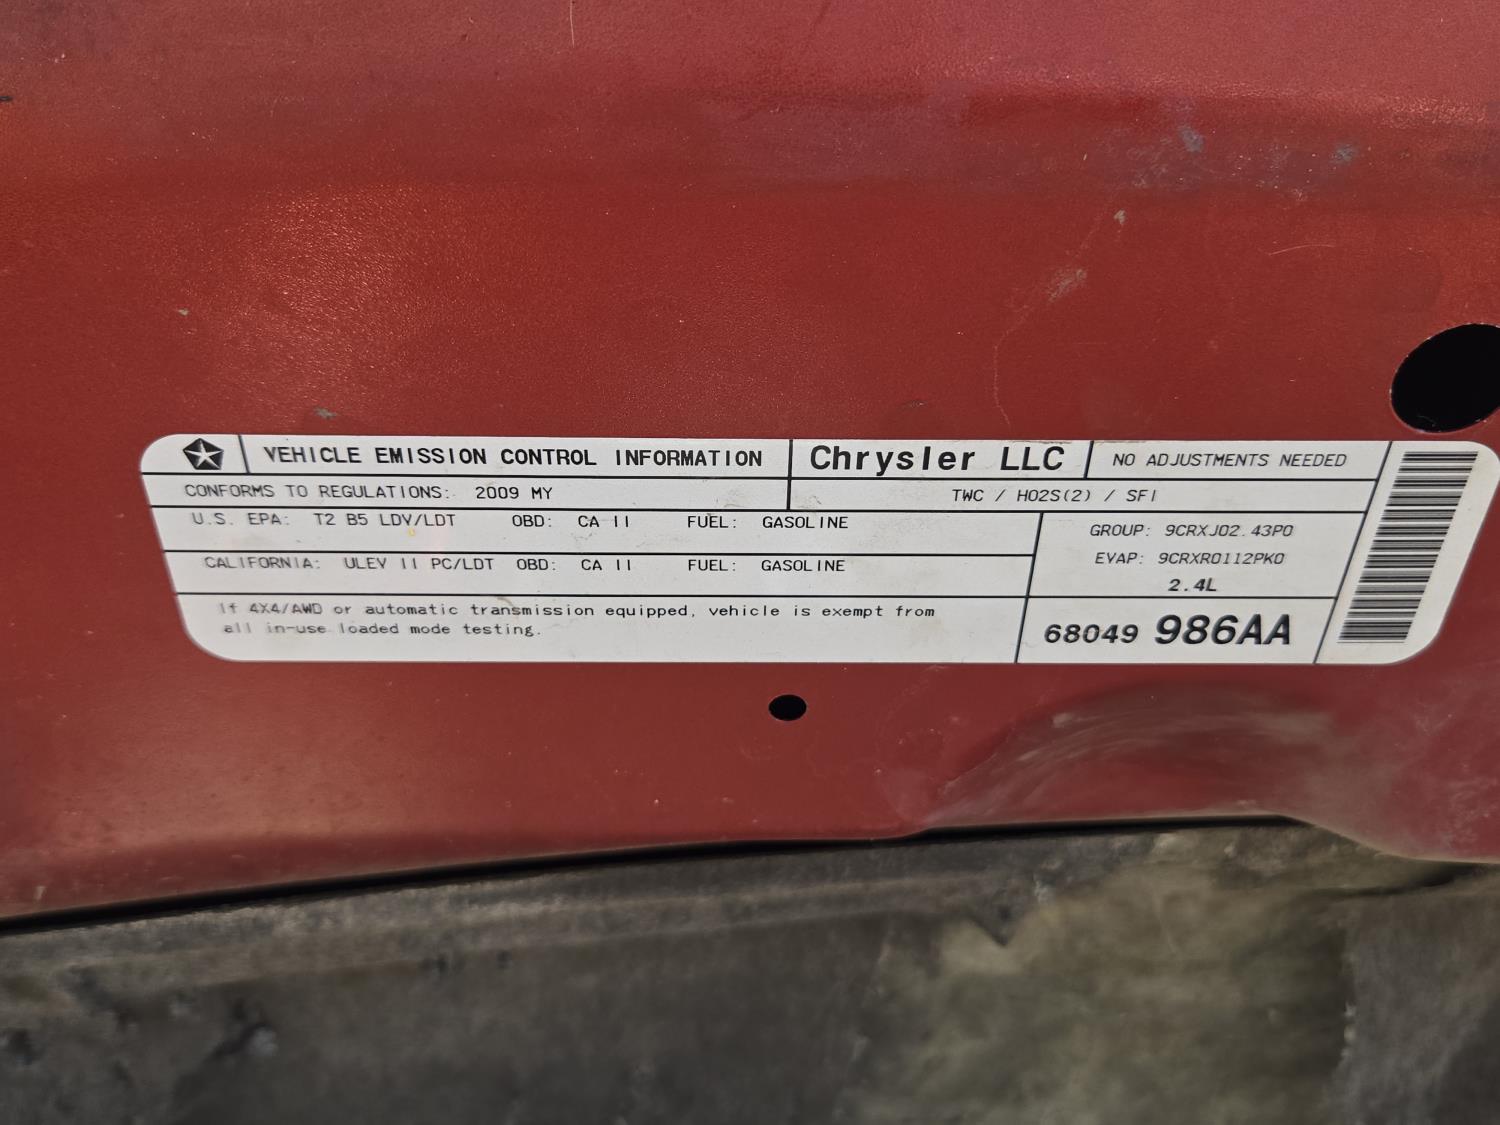 VEHICLE EMISSION CONTROL INFORMATION
Chrysler LLC
NO ADJUSTMENTS NEEDED
CONFORMS TO REGULATIONS: 2009 MY
TWC / HO2S(2) / SFI
U.S. EPA: T2 B5 LDV/LDT OBD: CA II FUEL: GASOLINE
CALIFORNIA: ULEV II PC/LDT OBD: CA II FUEL: GASOLINE
GROUP: 9CRXJ02.43P0
EVAP: 9CRXR0112PK0
2.4L
If 4X4/AWD or automatic transmission equipped, vehicle is exempt from
all in-use loaded mode testing.
68049 986AA